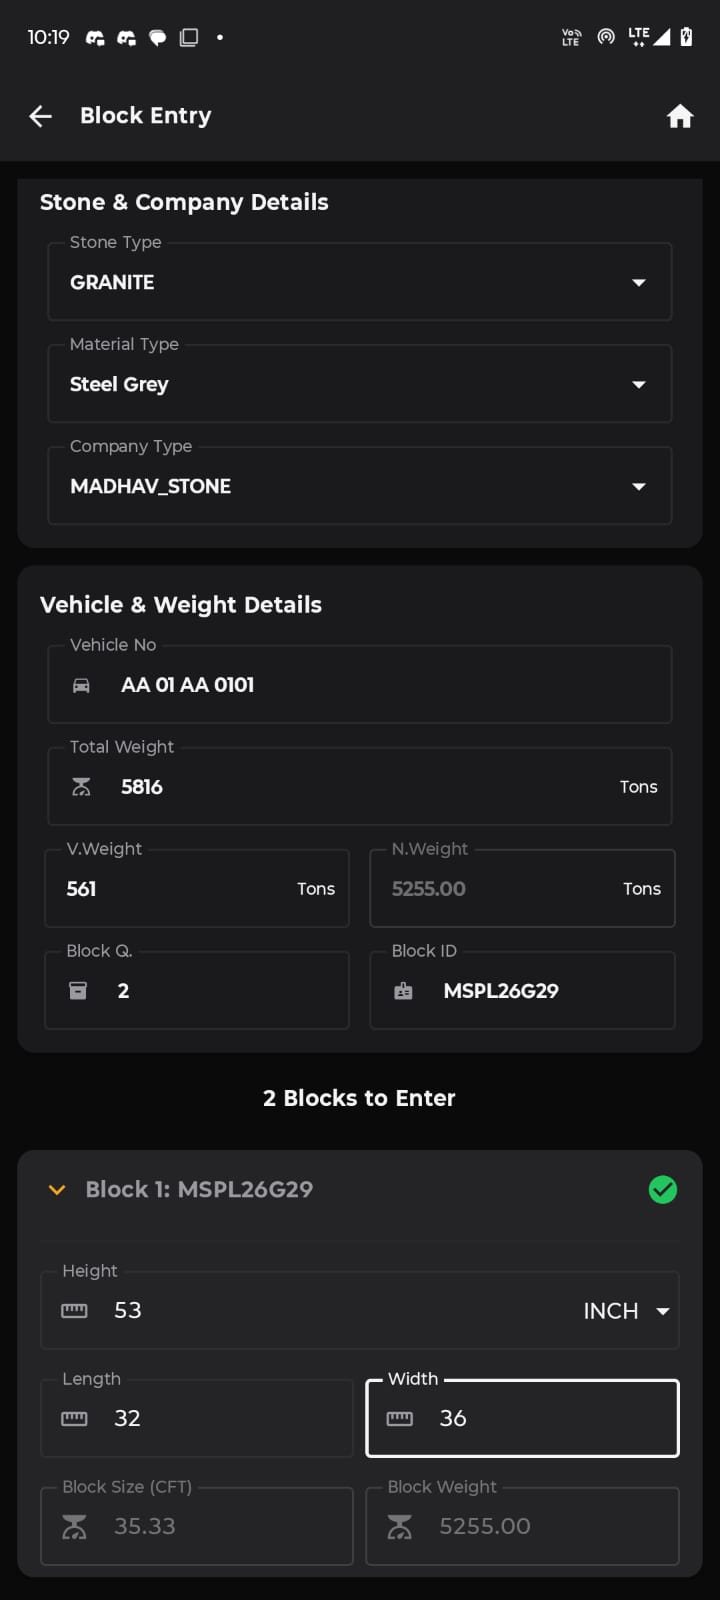 10:19
Vo
LTE
LTE
Block Entry
Stone & Company Details
Stone Type
GRANITE
Material Type
Steel Grey
Company Type
MADHAV_STONE
Vehicle & Weight Details
Vehicle No
AA 01 AA 0101
Total Weight
5816 Tons
V.Weight N.Weight
561 Tons 5255.00 Tons
Block Q. Block ID
2 MSPL26G29
2 Blocks to Enter
Block 1: MSPL26G29
Height
53 INCH
Length Width
32 36
Block Size (CFT) Block Weight
35.33 5255.00